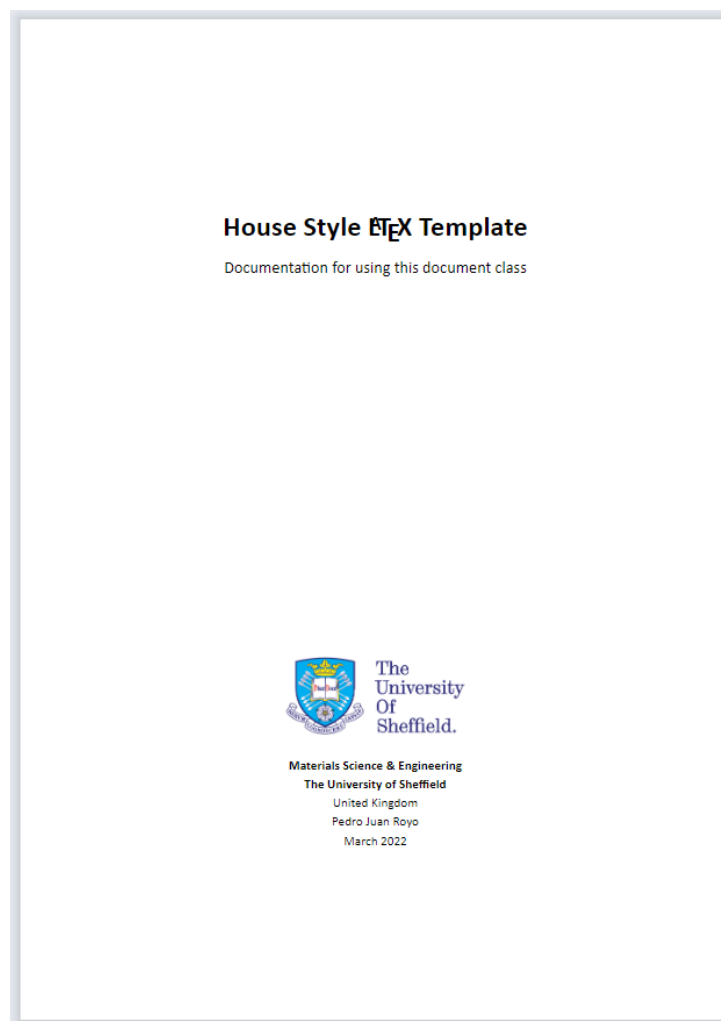 House Style LATEX Template
Documentation for using this document class
The
University
Of
Sheffield.
Materials Science & Engineering
The University of Sheffield
United Kingdom
Pedro Juan Royo
March 2022